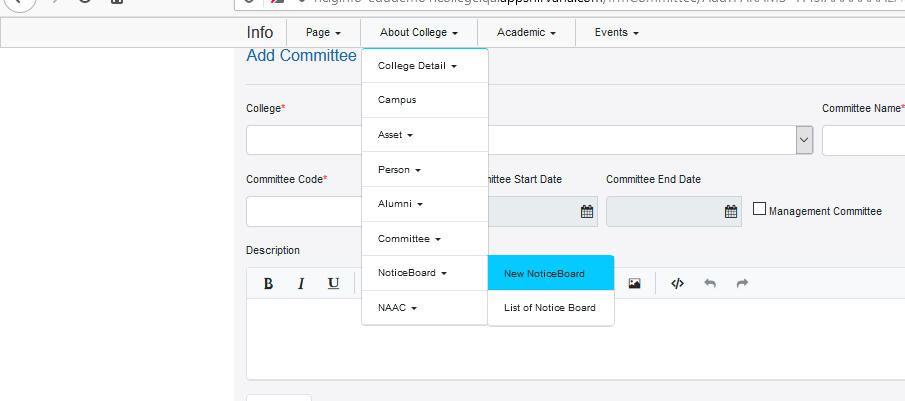 Info Page About College Academic Events
Add Committee
College Detail
Campus
College* Committee Name*
Asset
Person
Committee Code* Start Date Committee End Date
Alumni
Management Committee
Committee
Description
NoticeBoard New NoticeBoard
B I U </>
NAAC List of Notice Board